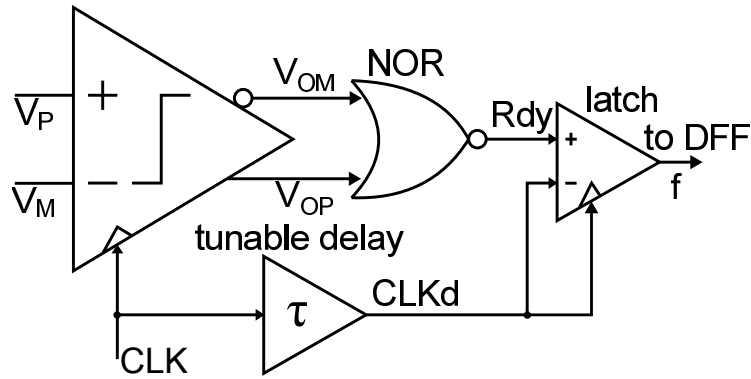 V_OM
NOR
Rdy
latch
V_P
+
+
to DFF
V_M
−
−
f
V_OP
tunable delay
τ
CLKd
CLK